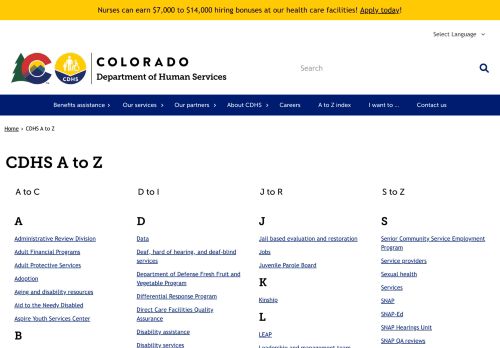 Nurses can earn $7,000 to $14,000 hiring bonuses at our health care facilities! Apply today!
Select Language
COLORADO
Department of Human Services
CDHS
Search
Benefits assistance
Our services
Our partners
About CDHS
Careers
A to Z index
I want to ...
Contact us
Home › CDHS A to Z
CDHS A to Z
A to C
A
Administrative Review Division
Adult Financial Programs
Adult Protective Services
Adoption
Aging and disability resources
Aid to the Needy Disabled
Aspire Youth Services Center
B
D to I
D
Data
Deaf, hard of hearing, and deaf-blind
services
Department of Defense Fresh Fruit and
Vegetable Program
Differential Response Program
Direct Care Facilities Quality
Assurance
Disability assistance
Disability services
J to R
J
Jail based evaluation and restoration
Jobs
Juvenile Parole Board
K
Kinship
L
LEAP
Leadership and management team
S to Z
S
Senior Community Service Employment
Program
Service providers
Sexual health
Services
SNAP
SNAP-Ed
SNAP Hearings Unit
SNAP QA reviews